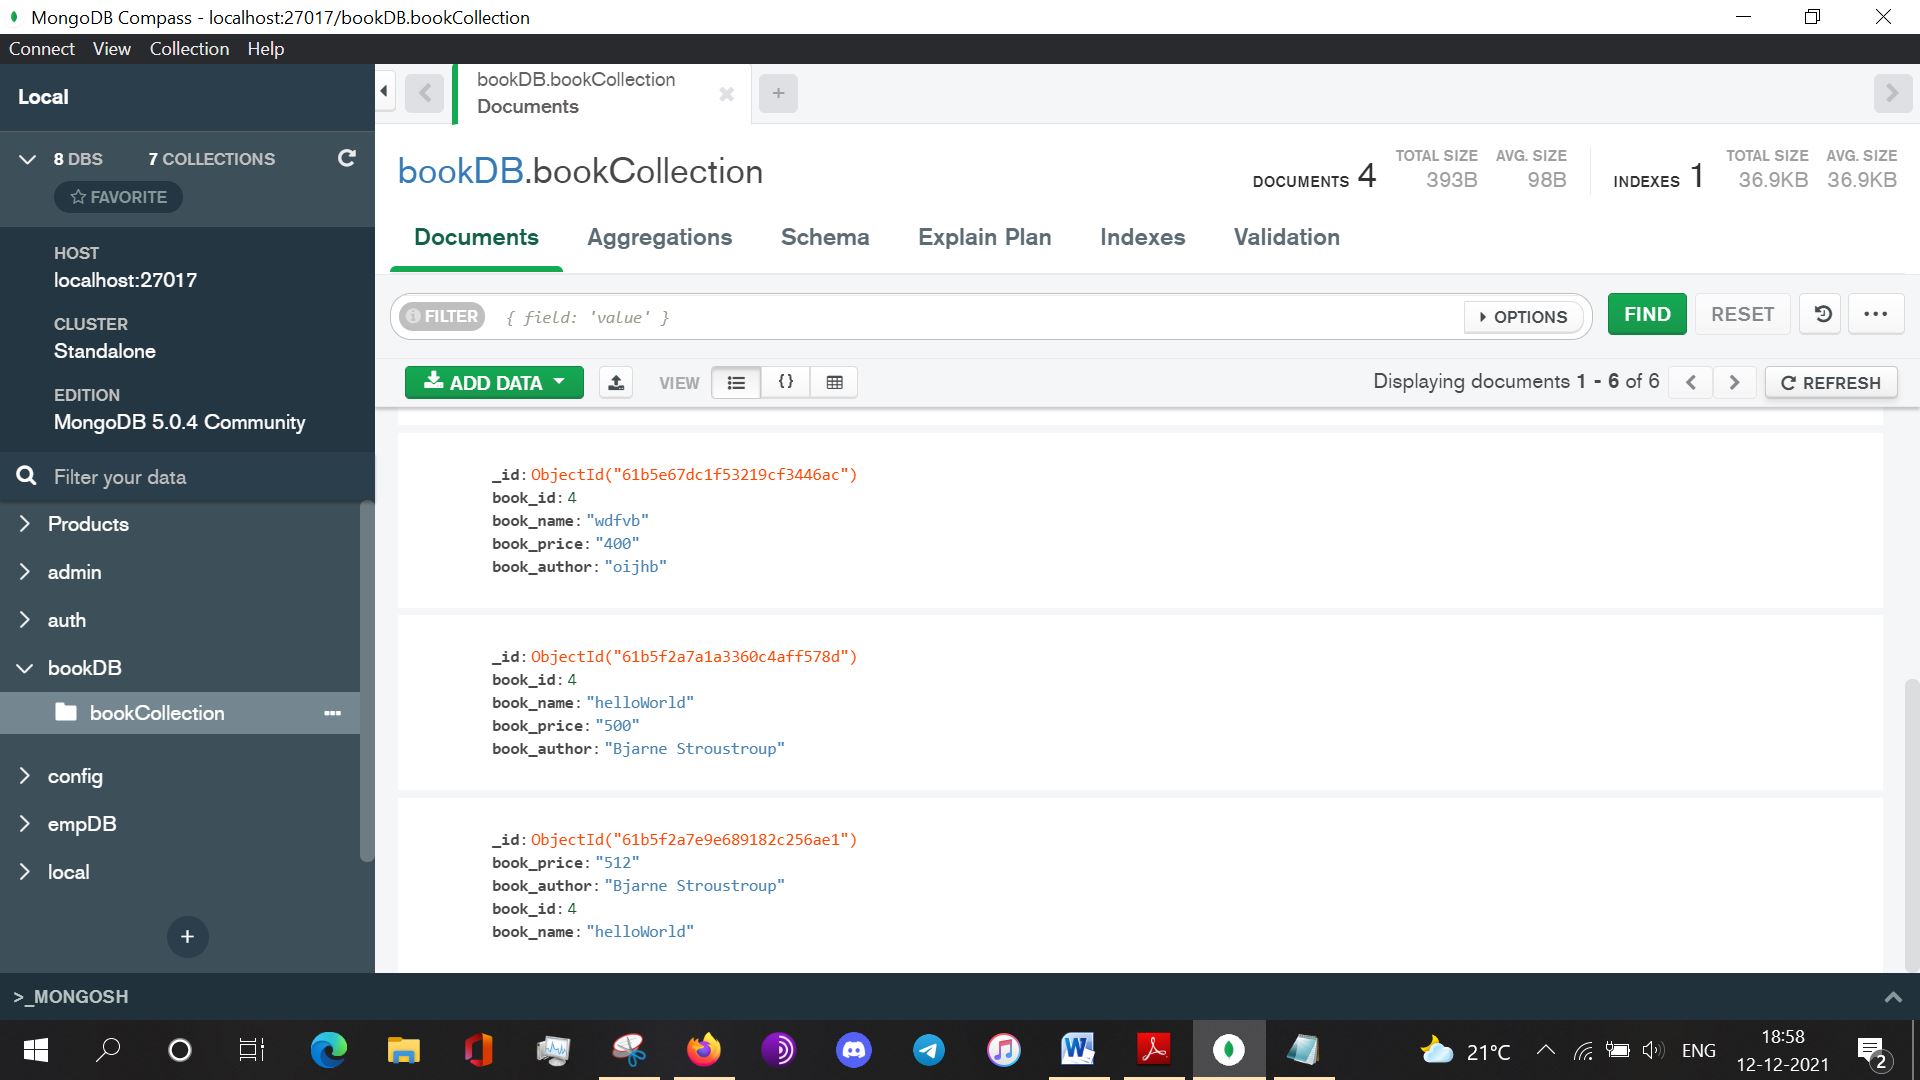 MongoDB Compass - localhost:27017/bookDB.bookCollection
Connect View Collection Help
Local
8 DBS 7 COLLECTIONS
FAVORITE
HOST
localhost:27017
CLUSTER
Standalone
EDITION
MongoDB 5.0.4 Community
Filter your data
Products
admin
auth
bookDB
bookCollection
config
empDB
local
>_MONGOSH
bookDB.bookCollection
Documents
bookDB.bookCollection
DOCUMENTS 4
TOTAL SIZE AVG. SIZE
393B 98B
INDEXES 1
TOTAL SIZE AVG. SIZE
36.9KB 36.9KB
Documents Aggregations Schema Explain Plan Indexes Validation
FILTER { field: 'value' } OPTIONS FIND RESET
ADD DATA VIEW { } Displaying documents 1 - 6 of 6 REFRESH
_id: ObjectId("61b5e67dc1f53219cf3446ac")
book_id: 4
book_name: "wdfvb"
book_price: "400"
book_author: "oijhb"
_id: ObjectId("61b5f2a7a1a3360c4aff578d")
book_id: 4
book_name: "helloWorld"
book_price: "500"
book_author: "Bjarne Stroustroup"
_id: ObjectId("61b5f2a7e9e689182c256ae1")
book_price: "512"
book_author: "Bjarne Stroustroup"
book_id: 4
book_name: "helloWorld"
21°C ENG 18:58
12-12-2021
2